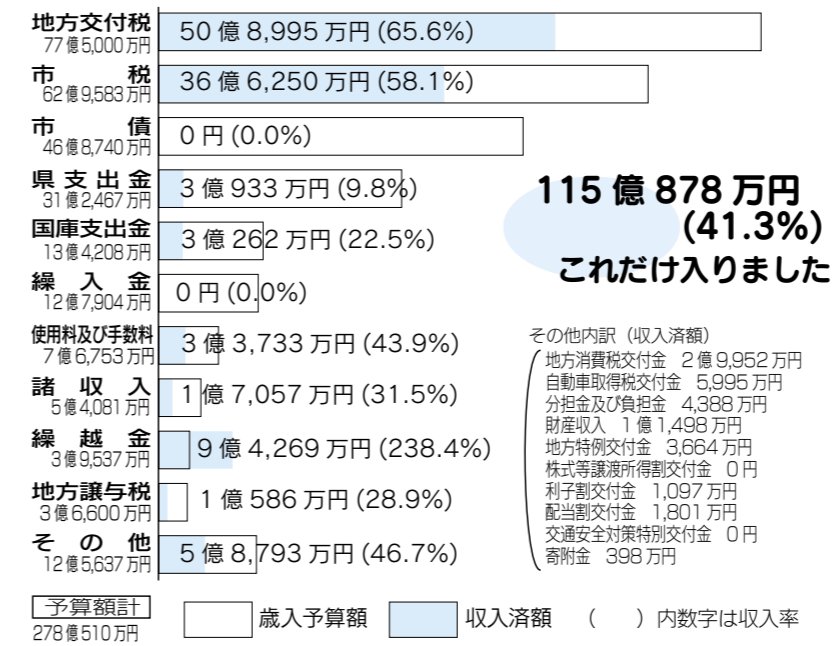 地方交付税
77億5,000万円
50億8,995万円(65.6%)
市税
62億9,583万円
36億6,250万円(58.1%)
市債
46億8,740万円
0円(0.0%)
県支出金
31億2,467万円
3億933万円(9.8%)
国庫支出金
13億4,208万円
3億262万円(22.5%)
繰入金
12億7,904万円
0円(0.0%)
使用料及び手数料
7億6,753万円
3億3,733万円(43.9%)
諸収入
5億4,081万円
1億7,057万円(31.5%)
繰越金
3億9,537万円
9億4,269万円(238.4%)
地方譲与税
3億6,600万円
1億586万円(28.9%)
その他
12億5,637万円
5億8,793万円(46.7%)
115億878万円
(41.3%)
これだけ入りました
その他内訳（収入済額）
地方消費税交付金 2億9,952万円
自動車取得税交付金 5,995万円
分担金及び負担金 4,388万円
財産収入 1億1,498万円
地方特例交付金 3,664万円
株式等譲渡所得割交付金 0円
利子割交付金 1,097万円
配当割交付金 1,801万円
交通安全対策特別交付金 0円
寄附金 398万円
予算額計
278億510万円
歳入予算額
収入済額
（　　）内数字は収入率